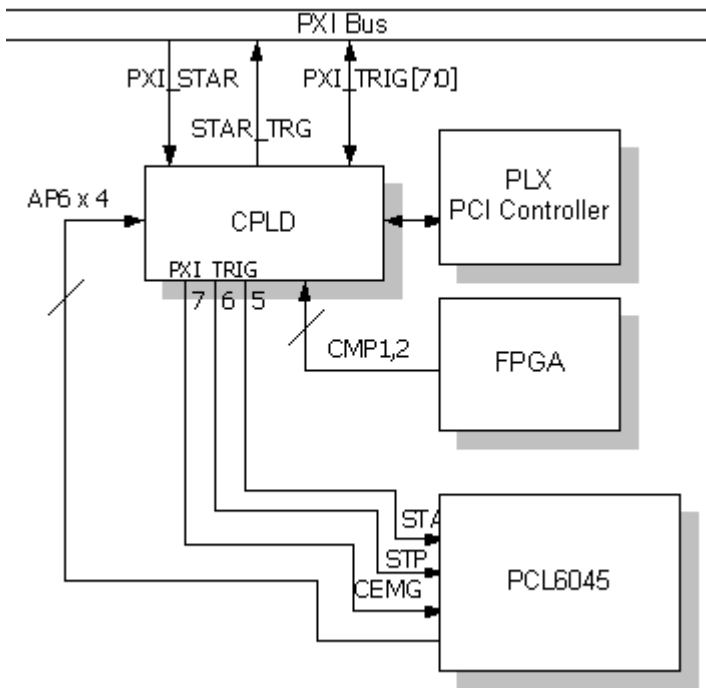 PXI Bus
PXI_STAR
PXI_TRIG[7:0]
STAR_TRG
AP6 x 4
CPLD
PLX
PCI Controller
PXI TRIG
7 6 5
CMP1,2
FPGA
STA
STP
CEMG
PCL6045